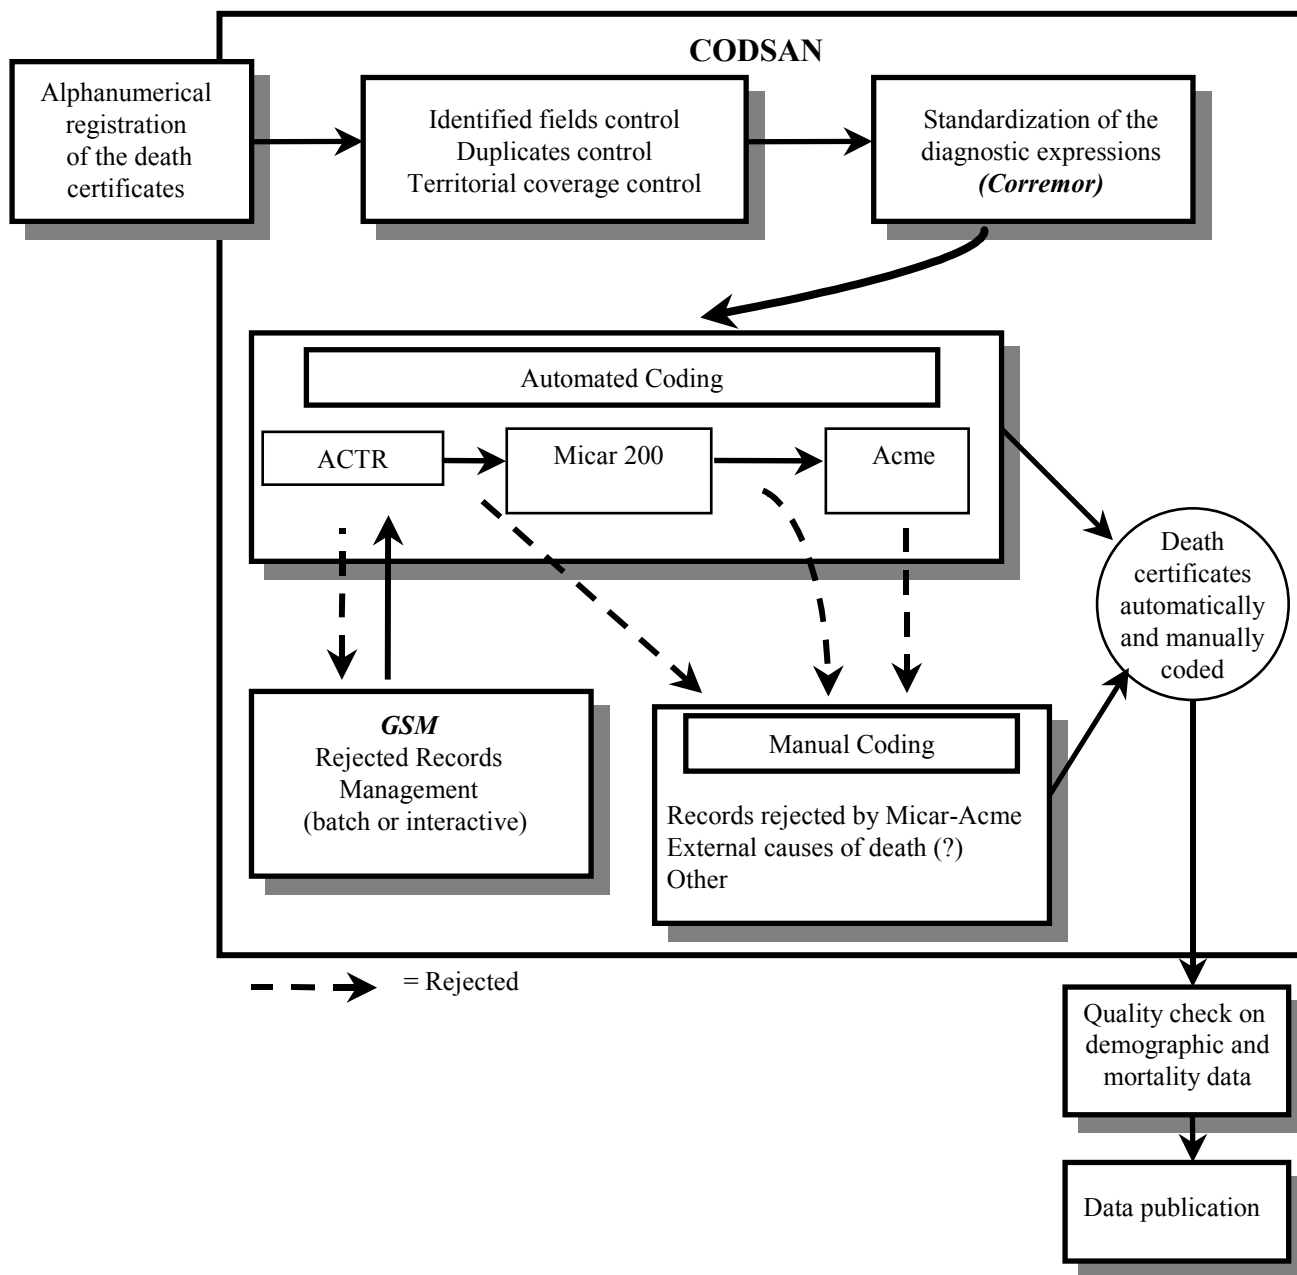 CODSAN
Alphanumerical
registration
of the death
certificates
Identified fields control
Duplicates control
Territorial coverage control
Standardization of the
diagnostic expressions
(Corremor)
Automated Coding
ACTR
Micar 200
Acme
Death
certificates
automatically
and manually
coded
GSM
Rejected Records
Management
(batch or interactive)
Manual Coding
Records rejected by Micar-Acme
External causes of death (?)
Other
= Rejected
Quality check on
demographic and
mortality data
Data publication